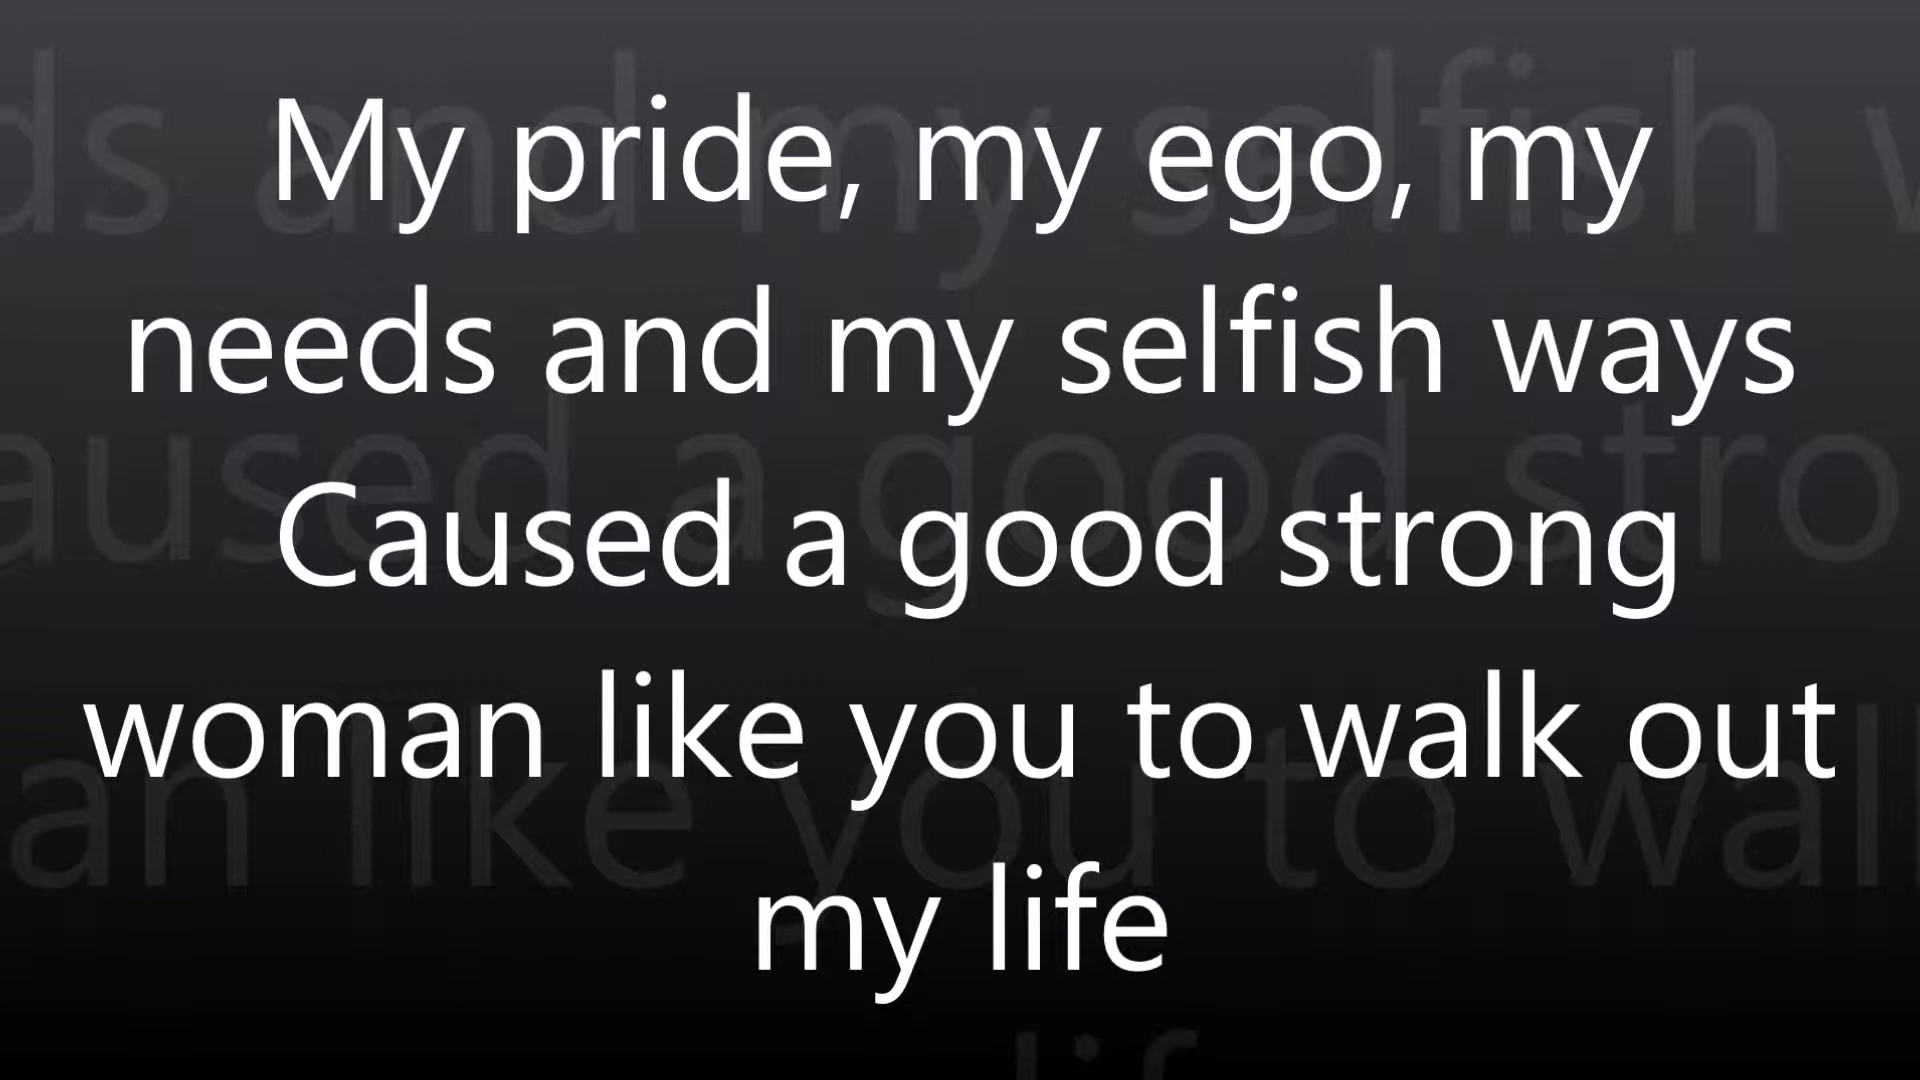 My pride, my ego, my
needs and my selfish ways
Caused a good strong
woman like you to walk out
my life